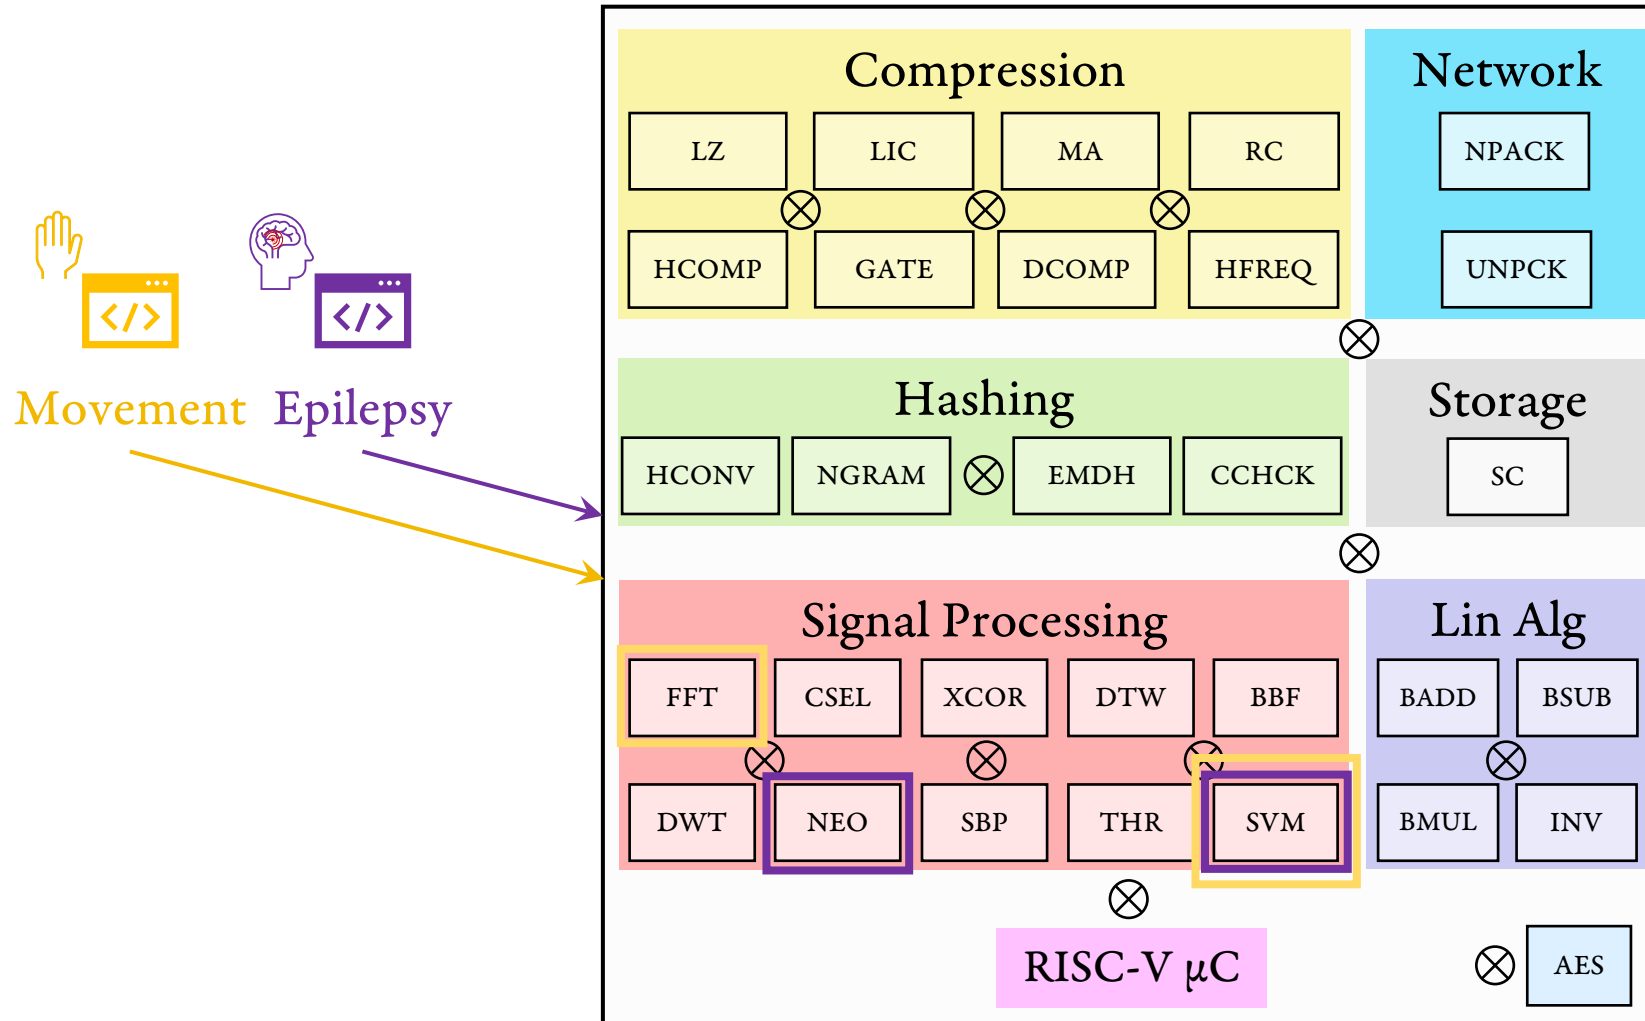 Compression
Network
LZ
LIC
MA
RC
NPACK
HCOMP
GATE
DCOMP
HFREQ
UNPCK
</>
</>
Movement
Epilepsy
Hashing
Storage
HCONV
NGRAM
EMDH
CCHCK
SC
Signal Processing
Lin Alg
FFT
CSEL
XCOR
DTW
BBF
BADD
BSUB
DWT
NEO
SBP
THR
SVM
BMUL
INV
RISC-V μC
AES